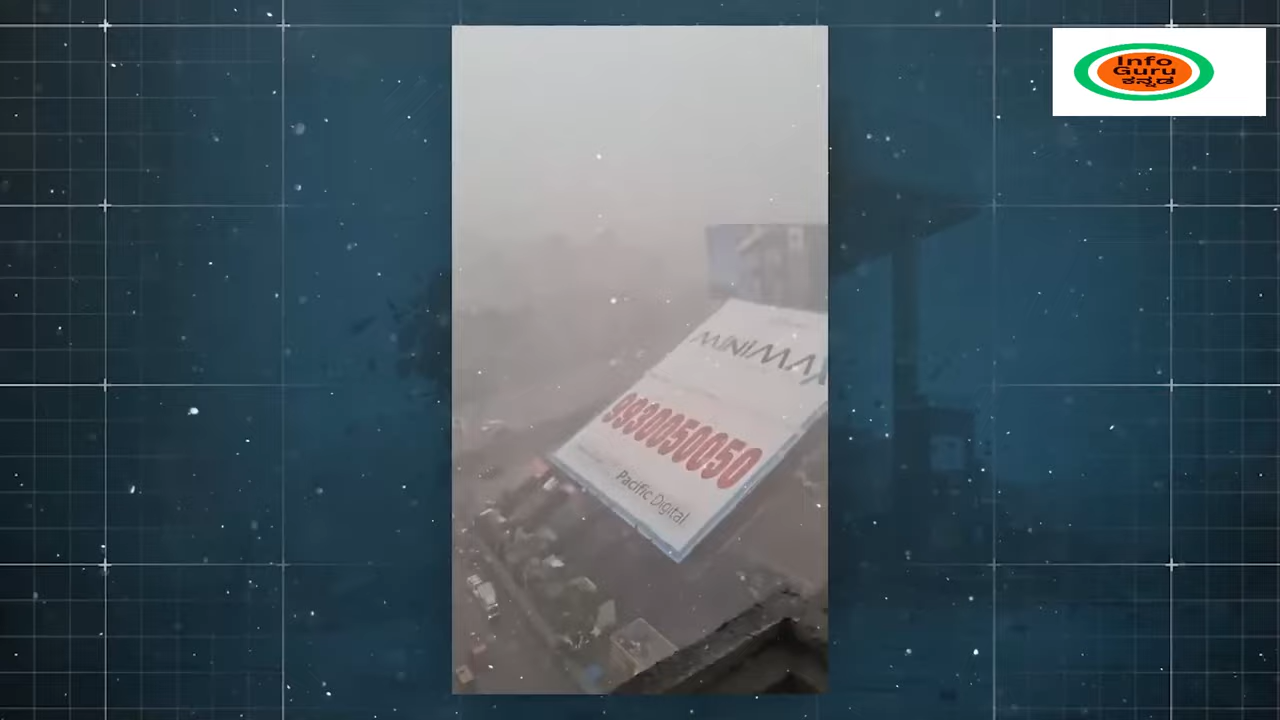 Info
Guru
ಕನ್ನಡ
MINIMAX
9930050050
Pacific Digital